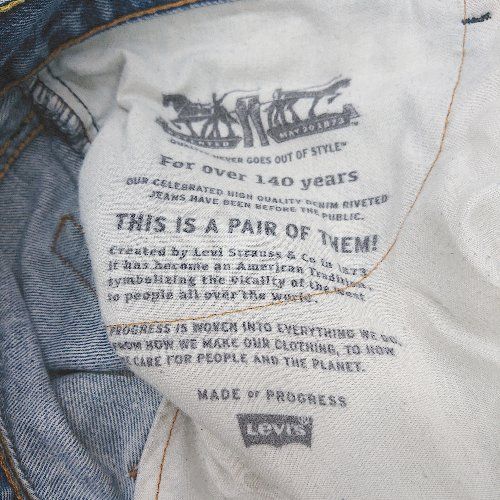 PATENTED MAY 20 1873
QUALITY NEVER GOES OUT OF STYLE™
For over 140 years
OUR CELEBRATED HIGH QUALITY DENIM RIVETED
JEANS HAVE BEEN BEFORE THE PUBLIC.
THIS IS A PAIR OF THEM!
Created by Levi Strauss & Co in 1873,
it has become an American Tradition,
symbolizing the vitality of the West
to people all over the world.
PROGRESS IS WOVEN INTO EVERYTHING WE DO,
FROM HOW WE MAKE OUR CLOTHING, TO HOW
WE CARE FOR PEOPLE AND THE PLANET.
MADE OF PROGRESS
Levi's